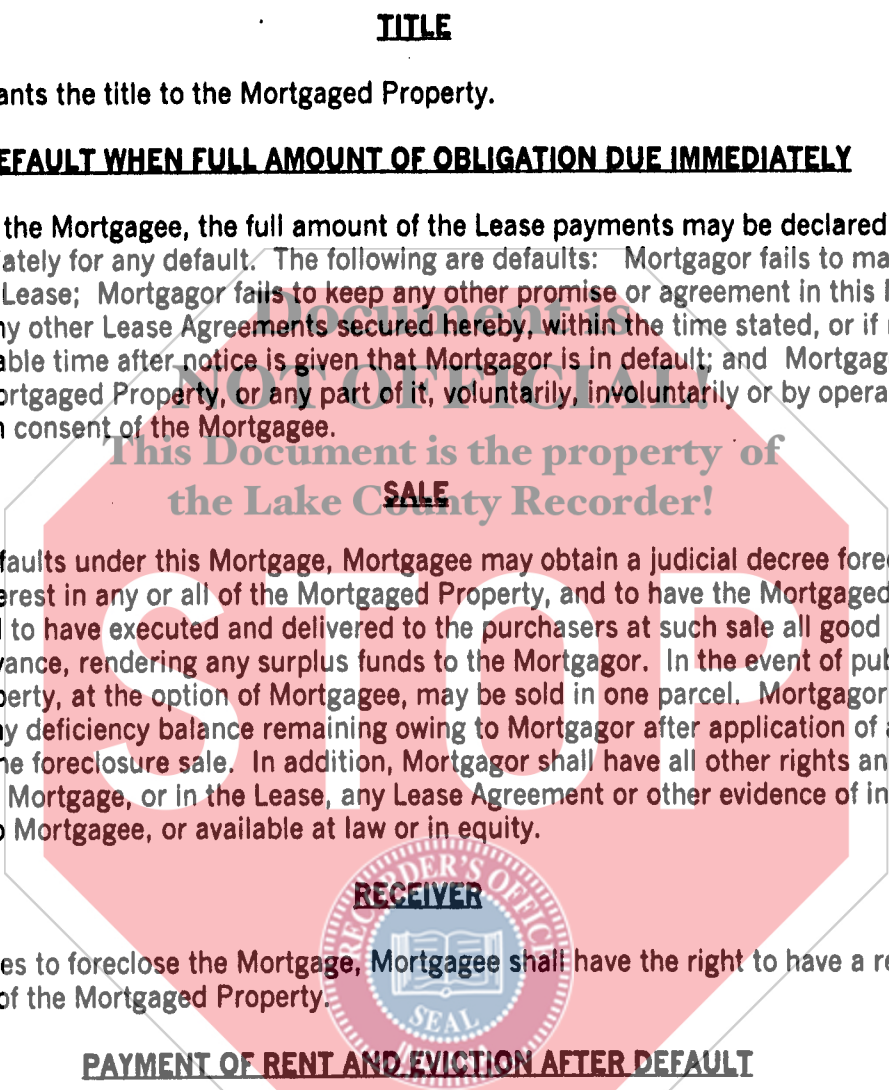 TITLE
ants the title to the Mortgaged Property.
EFAULT WHEN FULL AMOUNT OF OBLIGATION DUE IMMEDIATELY
the Mortgagee, the full amount of the Lease payments may be declared
ately for any default. The following are defaults: Mortgagor fails to ma
Lease; Mortgagor fails to keep any other promise or agreement in this
Document is
ny other Lease Agreements secured hereby, within the time stated, or if
able time after notice is given that Mortgagor is in default; and Mortgag
NOT OFFICIAL!
ortgaged Property, or any part of it, voluntarily, involuntarily or by opera
n consent of the Mortgagee.
This Document is the property of
the Lake County Recorder!
SALE
faults under this Mortgage, Mortgagee may obtain a judicial decree fore
erest in any or all of the Mortgaged Property, and to have the Mortgaged
to have executed and delivered to the purchasers at such sale all good
vance, rendering any surplus funds to the Mortgagor. In the event of pub
perty, at the option of Mortgagee, may be sold in one parcel. Mortgagor
STOP
ny deficiency balance remaining owing to Mortgagor after application of
he foreclosure sale. In addition, Mortgagor shall have all other rights an
Mortgage, or in the Lease, any Lease Agreement or other evidence of in
o Mortgagee, or available at law or in equity.
RECORDER'S OFFICE
RECEIVER
es to foreclose the Mortgage, Mortgagee shall have the right to have a re
of the Mortgaged Property.
SEAL
PAYMENT OF RENT AND EVICTION AFTER DEFAULT